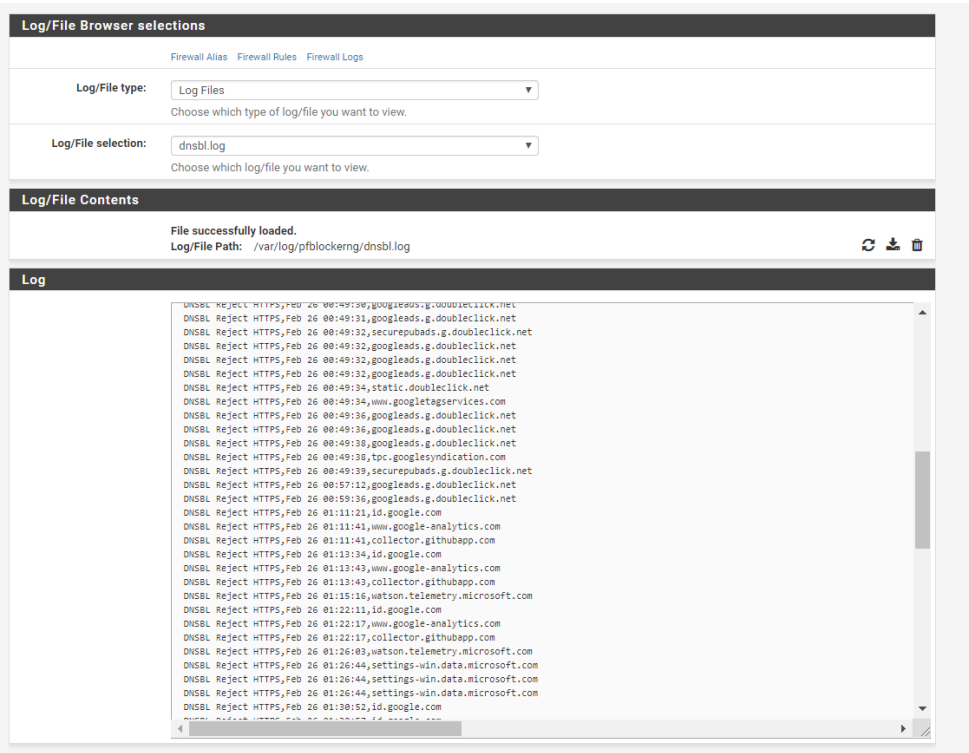 Log/File Browser selections
Firewall Alias Firewall Rules Firewall Logs
Log/File type:
Log Files
Choose which type of log/file you want to view.
Log/File selection:
dnsbl.log
Choose which log/file you want to view.
Log/File Contents
File successfully loaded.
Log/File Path: /var/log/pfblockerng/dnsbl.log
Log
DNSBL Reject HTTPS,Feb 26 00:49:30,googleads.g.doubleclick.net
DNSBL Reject HTTPS,Feb 26 00:49:31,googleads.g.doubleclick.net
DNSBL Reject HTTPS,Feb 26 00:49:32,securepubads.g.doubleclick.net
DNSBL Reject HTTPS,Feb 26 00:49:32,googleads.g.doubleclick.net
DNSBL Reject HTTPS,Feb 26 00:49:32,googleads.g.doubleclick.net
DNSBL Reject HTTPS,Feb 26 00:49:32,googleads.g.doubleclick.net
DNSBL Reject HTTPS,Feb 26 00:49:34,static.doubleclick.net
DNSBL Reject HTTPS,Feb 26 00:49:34,www.googletagservices.com
DNSBL Reject HTTPS,Feb 26 00:49:36,googleads.g.doubleclick.net
DNSBL Reject HTTPS,Feb 26 00:49:36,googleads.g.doubleclick.net
DNSBL Reject HTTPS,Feb 26 00:49:38,googleads.g.doubleclick.net
DNSBL Reject HTTPS,Feb 26 00:49:38,tpc.googlesyndication.com
DNSBL Reject HTTPS,Feb 26 00:49:39,securepubads.g.doubleclick.net
DNSBL Reject HTTPS,Feb 26 00:57:12,googleads.g.doubleclick.net
DNSBL Reject HTTPS,Feb 26 00:59:36,googleads.g.doubleclick.net
DNSBL Reject HTTPS,Feb 26 01:11:21,id.google.com
DNSBL Reject HTTPS,Feb 26 01:11:41,www.google-analytics.com
DNSBL Reject HTTPS,Feb 26 01:11:41,collector.githubapp.com
DNSBL Reject HTTPS,Feb 26 01:13:34,id.google.com
DNSBL Reject HTTPS,Feb 26 01:13:43,www.google-analytics.com
DNSBL Reject HTTPS,Feb 26 01:13:43,collector.githubapp.com
DNSBL Reject HTTPS,Feb 26 01:15:16,watson.telemetry.microsoft.com
DNSBL Reject HTTPS,Feb 26 01:22:11,id.google.com
DNSBL Reject HTTPS,Feb 26 01:22:17,www.google-analytics.com
DNSBL Reject HTTPS,Feb 26 01:22:17,collector.githubapp.com
DNSBL Reject HTTPS,Feb 26 01:26:03,watson.telemetry.microsoft.com
DNSBL Reject HTTPS,Feb 26 01:26:44,settings-win.data.microsoft.com
DNSBL Reject HTTPS,Feb 26 01:26:44,settings-win.data.microsoft.com
DNSBL Reject HTTPS,Feb 26 01:26:44,settings-win.data.microsoft.com
DNSBL Reject HTTPS,Feb 26 01:30:52,id.google.com